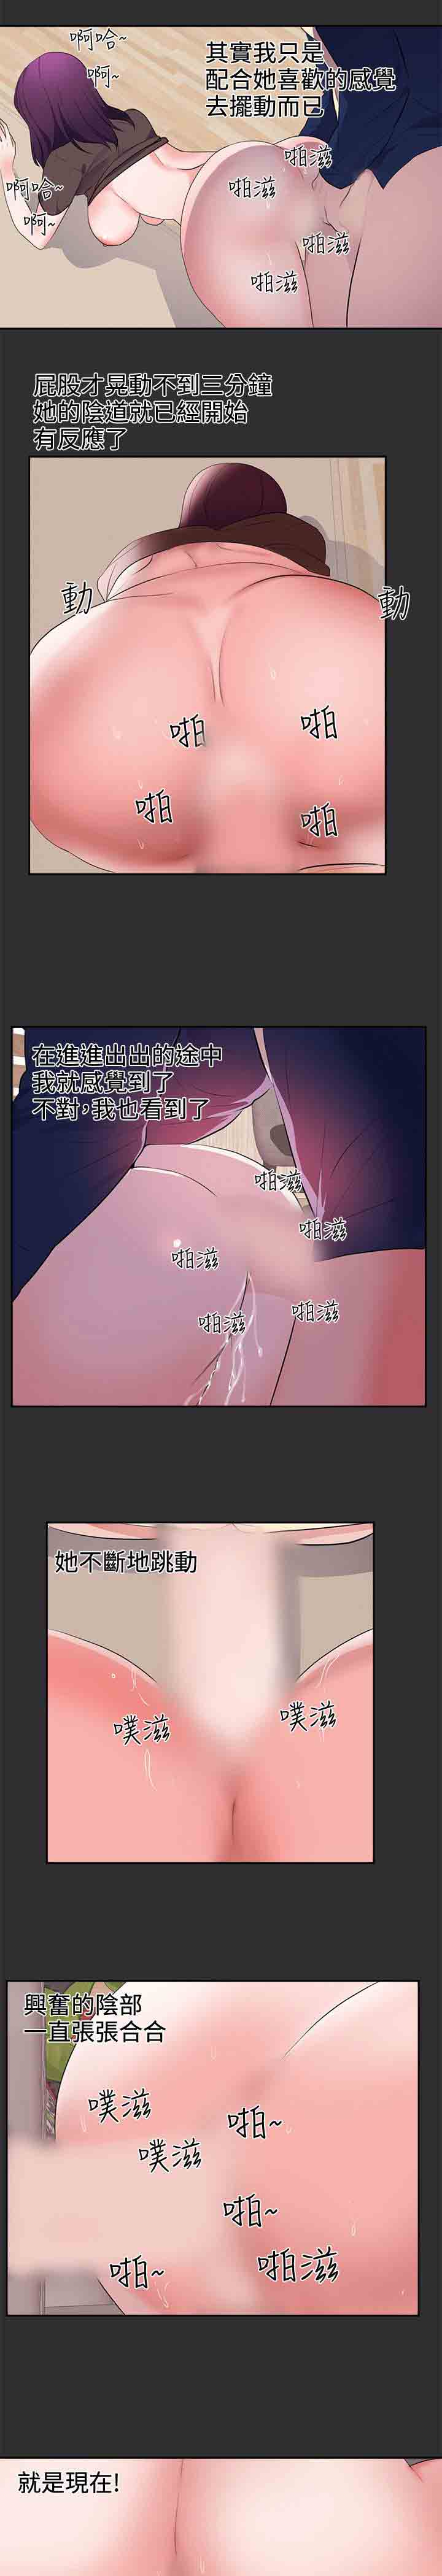 啊哈~
啊~
其實我只是
配合她喜歡的感覺
去擺動而已
啪滋
啪滋
啊哈~
啊~
啪滋
啪滋
屁股才晃動不到三分鐘
她的陰道就已經開始
有反應了
動
動
啪
啪
啪
啪
在進進出出的途中
我就感覺到了
不對，我也看到了
啪滋
啪滋
啪滋
啪滋
啪滋
她不斷地跳動
噗滋
噗滋
興奮的陰部
一直張張合合
噗滋
啪~
噗滋
啪~
啪~
啪滋
就是現在!